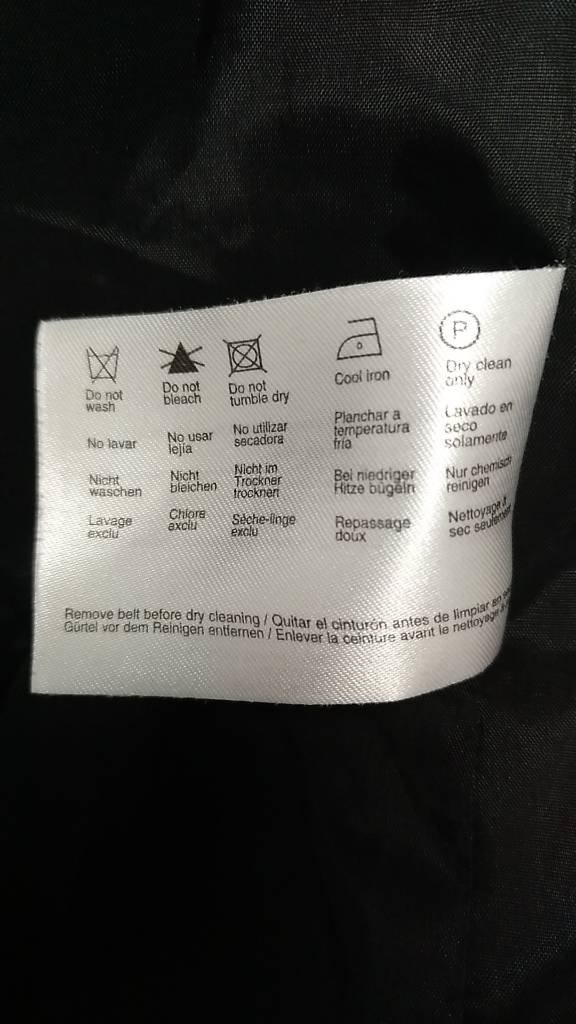 P
Do not
wash
Do not
bleach
Do not
tumble dry
Cool iron
Dry clean
only
No lavar
No usar
lejía
No utilizar
secadora
Planchar a
temperatura
fría
Lavado en
seco
solamente
Nicht
waschen
Nicht
bleichen
Nicht im
Trockner
trocknen
Bei niedriger
Hitze bügeln
Nur chemisch
reinigen
Lavage
exclu
Chlore
exclu
Sèche-linge
exclu
Repassage
doux
Nettoyage à
sec seulement
Remove belt before dry cleaning / Quitar el cinturón antes de limpiar en
Gürtel vor dem Reinigen entfernen / Enlever la ceinture avant le nettoyage à